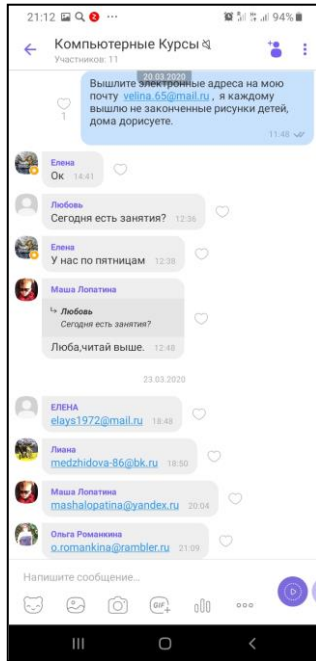 21:12
94%
Компьютерные Курсы
Участников: 11
20.03.2020
Вышлите электронные адреса на мою
почту velina.65@mail.ru , я каждому
вышлю не законченные рисунки детей,
дома дорисуете.
1
11:48
Елена
Ок 14:41
Любовь
Сегодня есть занятия? 12:36
Елена
У нас по пятницам 12:38
Маша Лопатина
Любовь
Сегодня есть занятия?
Люба,читай выше. 12:48
23.03.2020
ЕЛЕНА
elays1972@mail.ru 18:48
Лиана
medzhidova-86@bk.ru 18:50
Маша Лопатина
mashalopatina@yandex.ru 20:04
Ольга Романкина
o.romankina@rambler.ru 21:09
Напишите сообщение...
GIF